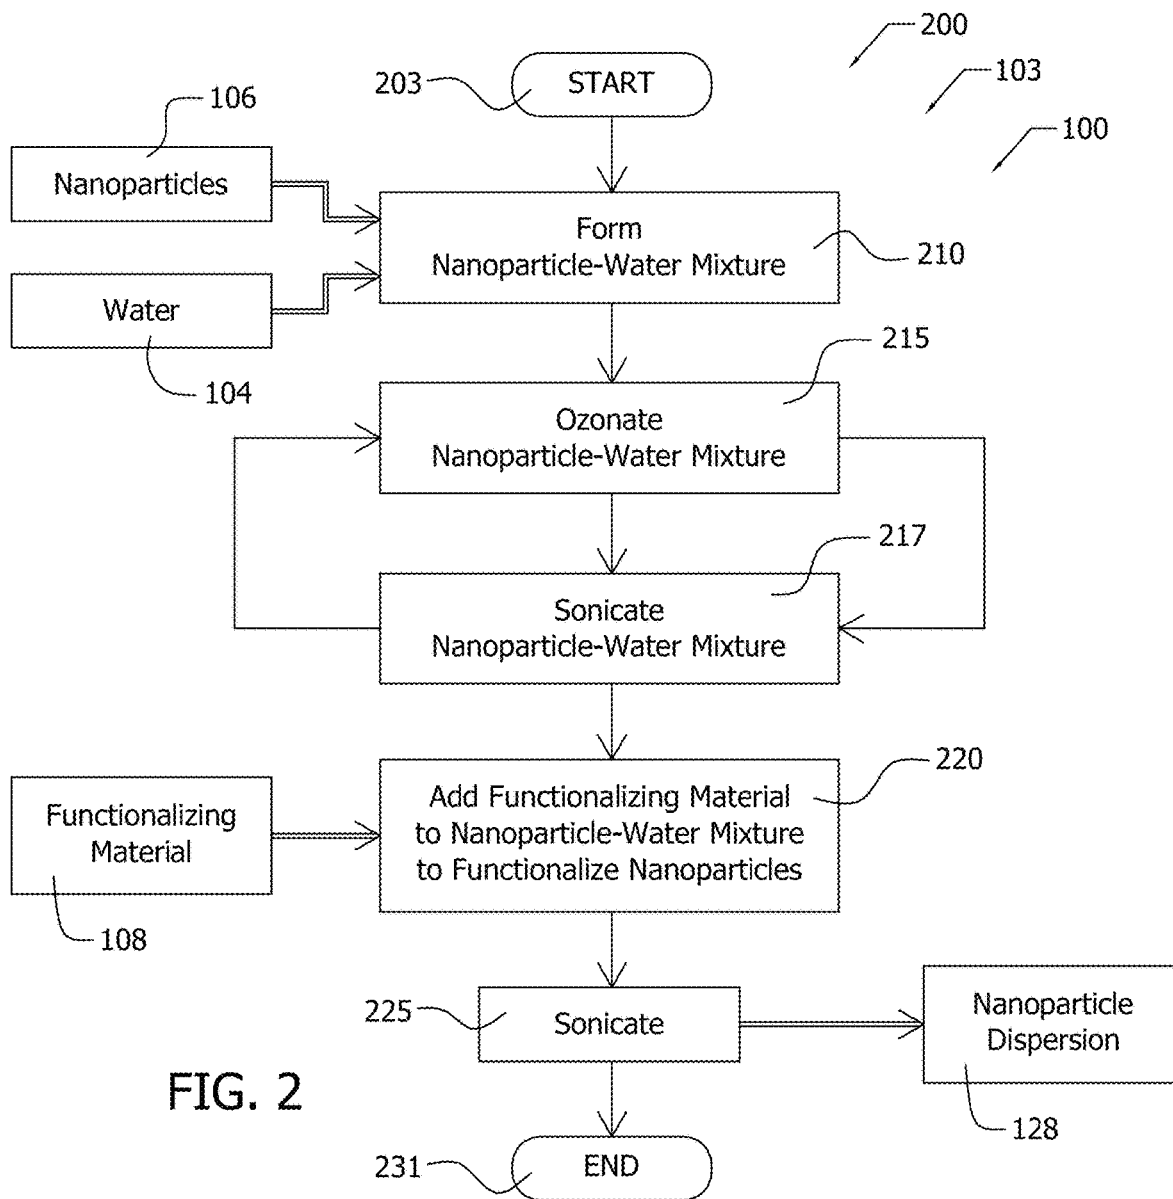 200
103
100
203
START
106
Nanoparticles
Form
Nanoparticle-Water Mixture
210
Water
104
215
Ozonate
Nanoparticle-Water Mixture
217
Sonicate
Nanoparticle-Water Mixture
220
Functionalizing
Material
108
Add Functionalizing Material
to Nanoparticle-Water Mixture
to Functionalize Nanoparticles
225
Sonicate
Nanoparticle
Dispersion
128
FIG. 2
231
END